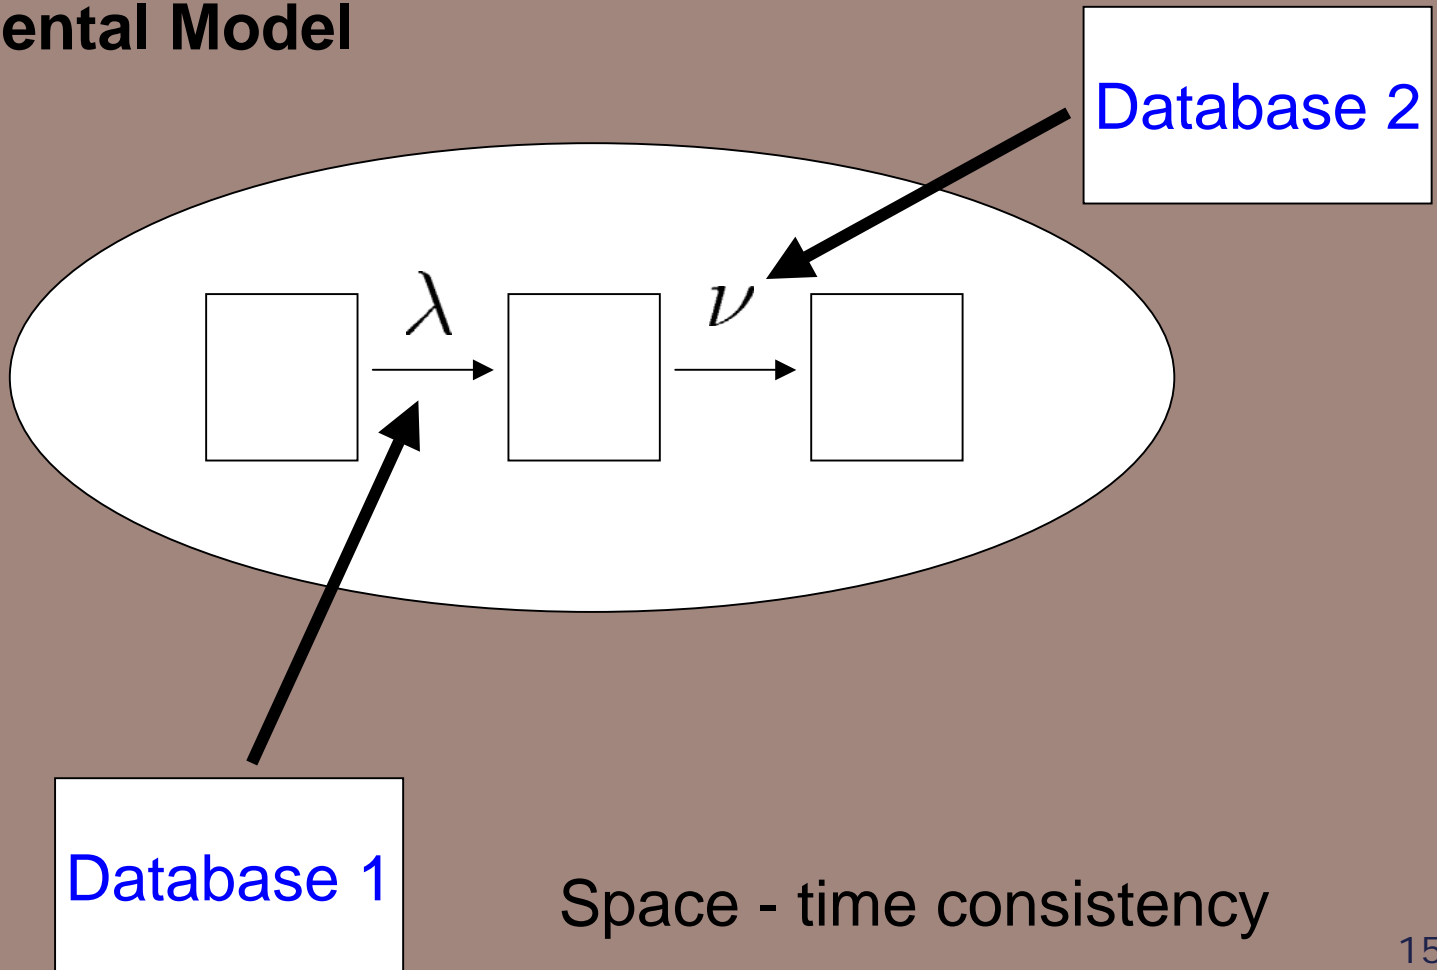 ental Model
Database 2
λ
ν
Database 1
Space - time consistency
15